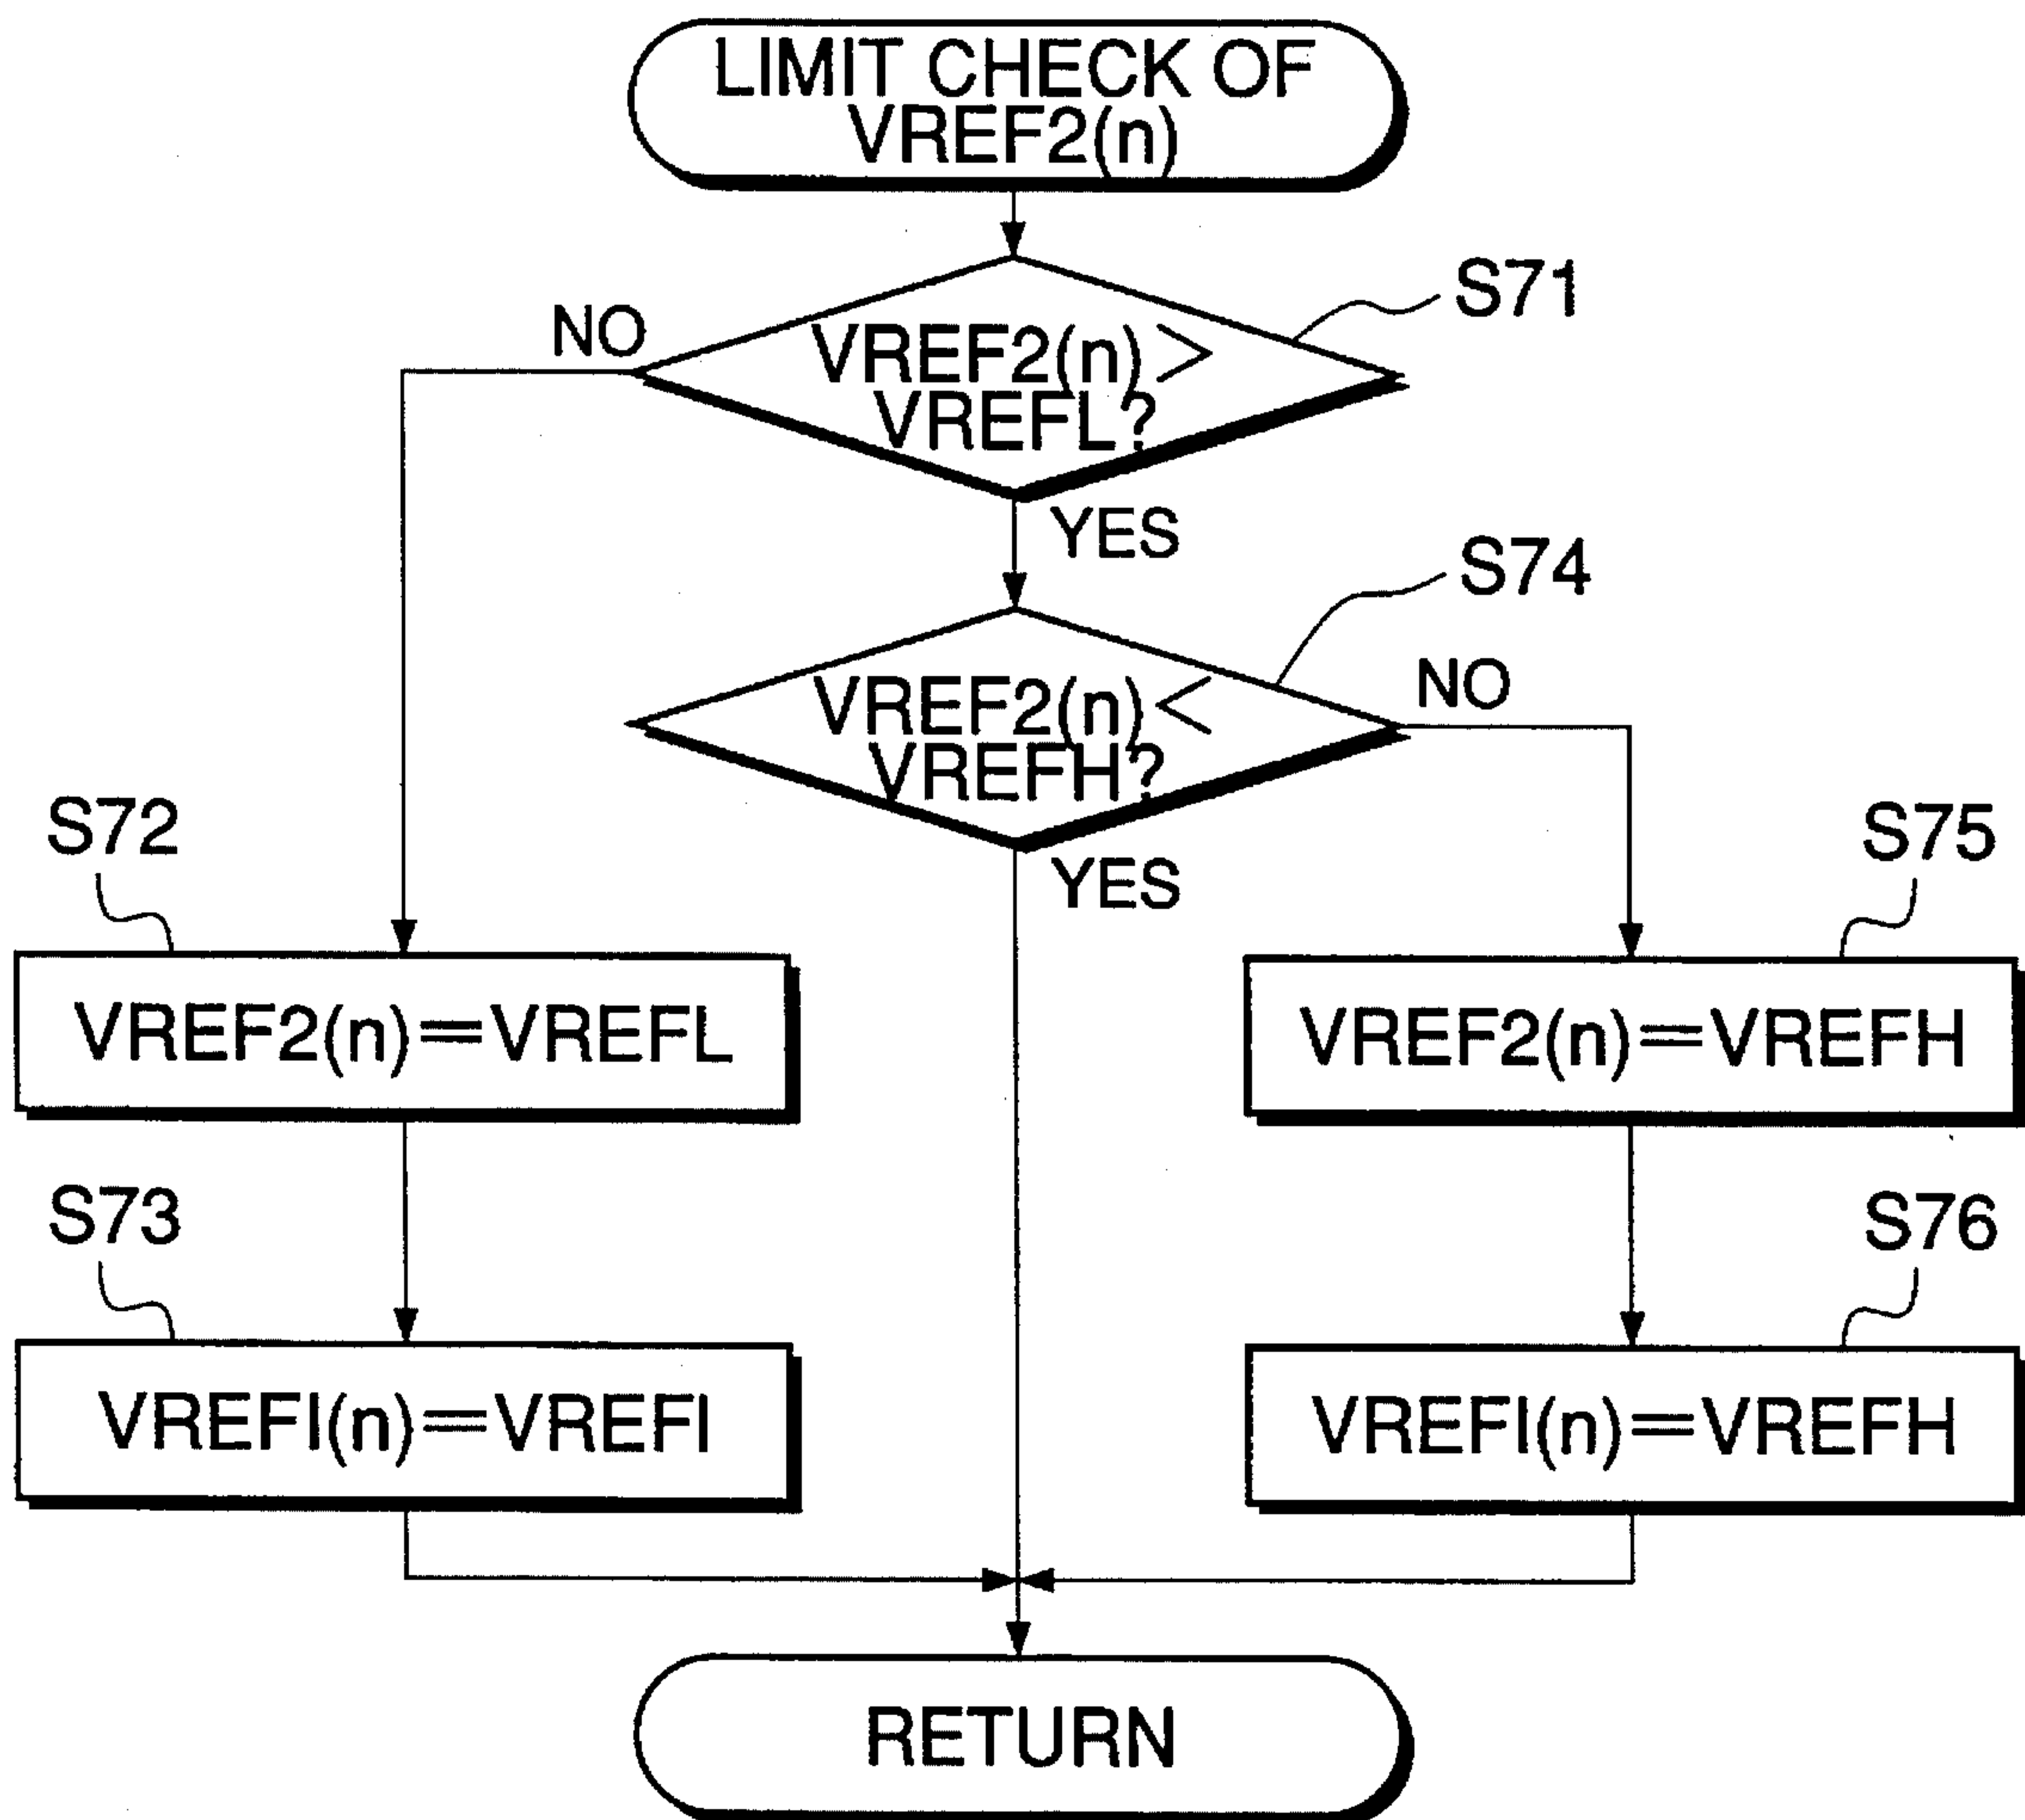 LIMIT CHECK OF
VREF2(n)
S71
NO
VREF2(n)>
VREFL?
YES
S74
NO
VREF2(n)<
VREFH?
YES
S72
S75
VREF2(n)=VREFL
VREF2(n)=VREFH
S73
S76
VREFI(n)=VREFI
VREFI(n)=VREFH
RETURN